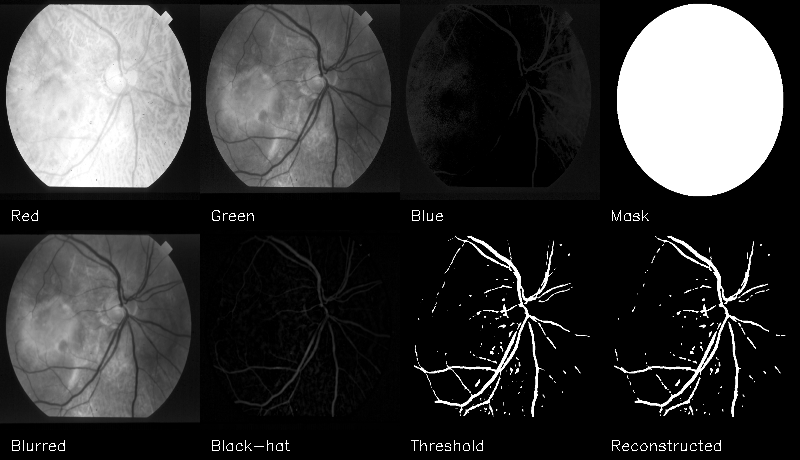 Red
Green
Blue
Mask
Blurred
Black-hat
Threshold
Reconstructed